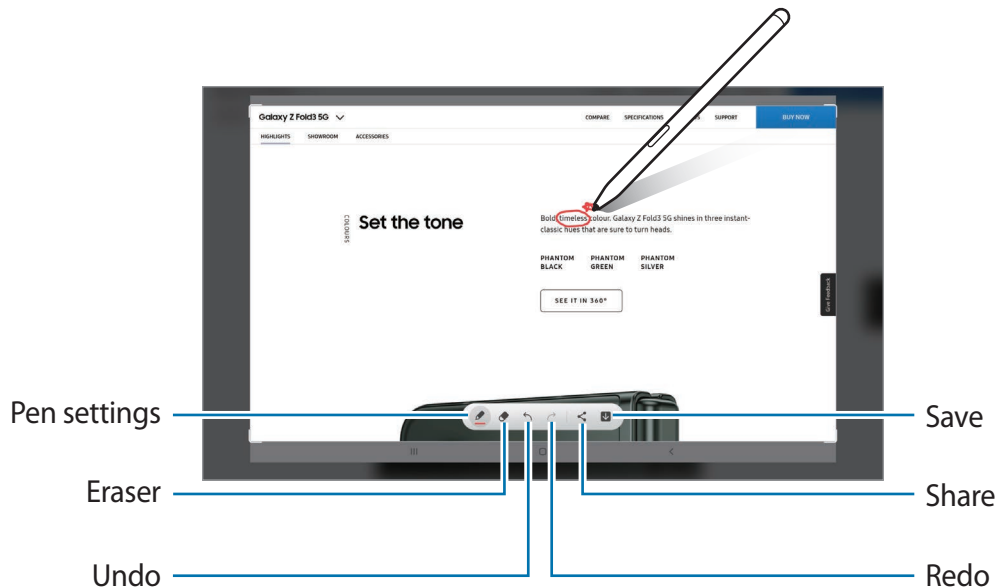 Galaxy Z Fold3 5G
COMPARE SPECIFICATIONS SUPPORT BUY NOW
HIGHLIGHTS SHOWROOM ACCESSORIES
COLOURS
Set the tone
Bold, timeless colour. Galaxy Z Fold3 5G shines in three instant-
classic hues that are sure to turn heads.
PHANTOM BLACK
PHANTOM GREEN
PHANTOM SILVER
SEE IT IN 360°
Give Feedback
Pen settings
Save
Eraser
Share
Undo
Redo